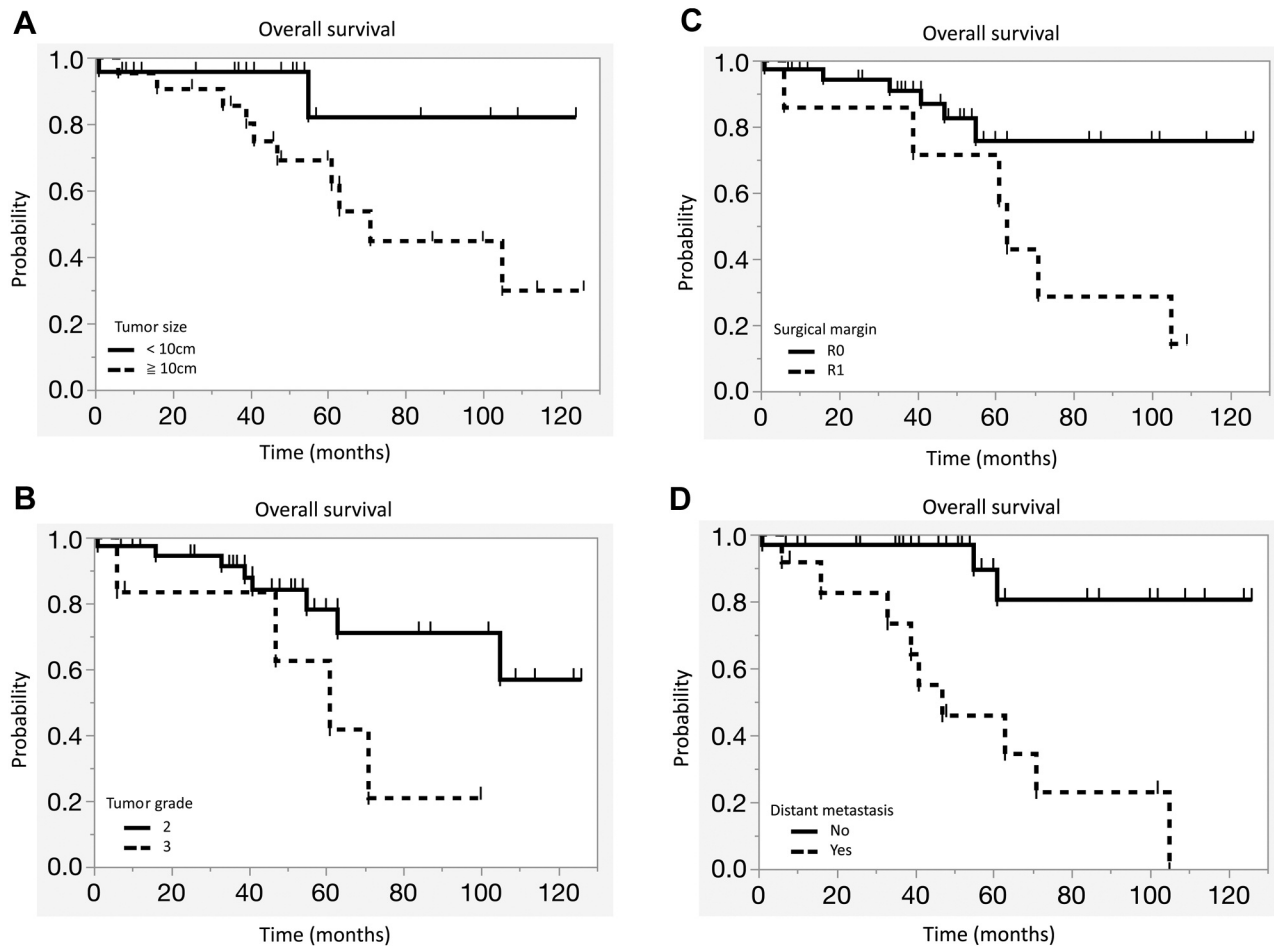 A
Overall survival
1.0
0.8
0.6
0.4
0.2
0.0
Probability
Tumor size
< 10cm
≧ 10cm
0 20 40 60 80 100 120
Time (months)
C
Overall survival
1.0
0.8
0.6
0.4
0.2
0.0
Probability
Surgical margin
R0
R1
0 20 40 60 80 100 120
Time (months)
B
Overall survival
1.0
0.8
0.6
0.4
0.2
0.0
Probability
Tumor grade
2
3
0 20 40 60 80 100 120
Time (months)
D
Overall survival
1.0
0.8
0.6
0.4
0.2
0.0
Probability
Distant metastasis
No
Yes
0 20 40 60 80 100 120
Time (months)